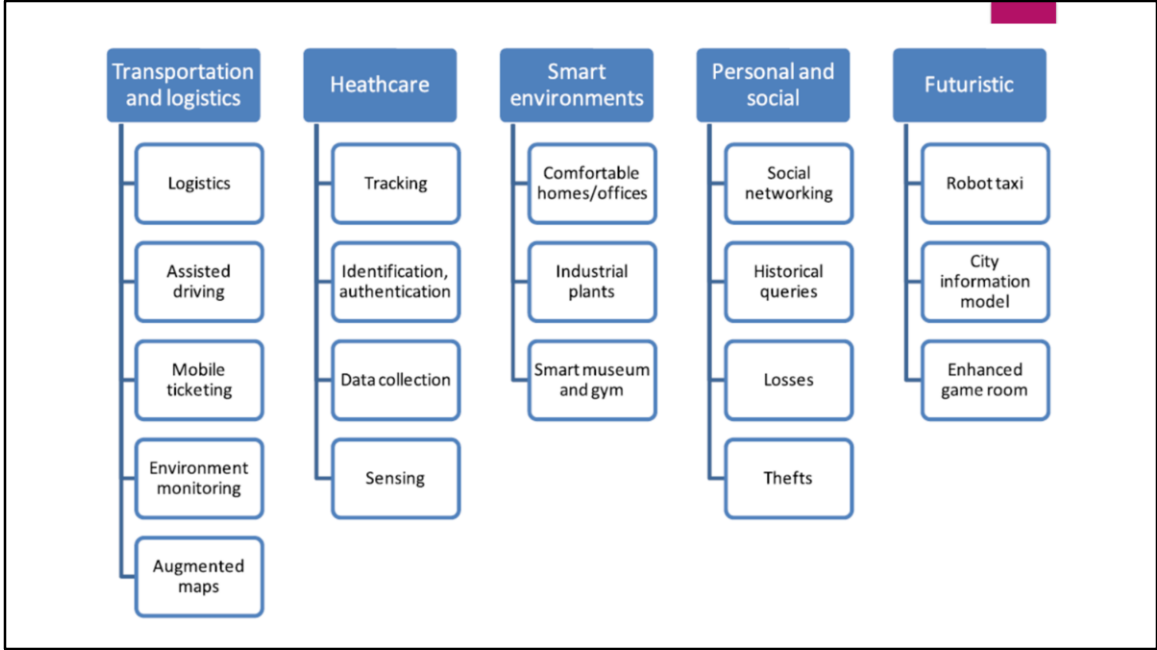 Transportation
and logistics
Logistics
Assisted
driving
Mobile
ticketing
Environment
monitoring
Augmented
maps
Heathcare
Tracking
Identification,
authentication
Data collection
Sensing
Smart
environments
Comfortable
homes/offices
Industrial
plants
Smart museum
and gym
Personal and
social
Social
networking
Historical
queries
Losses
Thefts
Futuristic
Robot taxi
City
information
model
Enhanced
game room